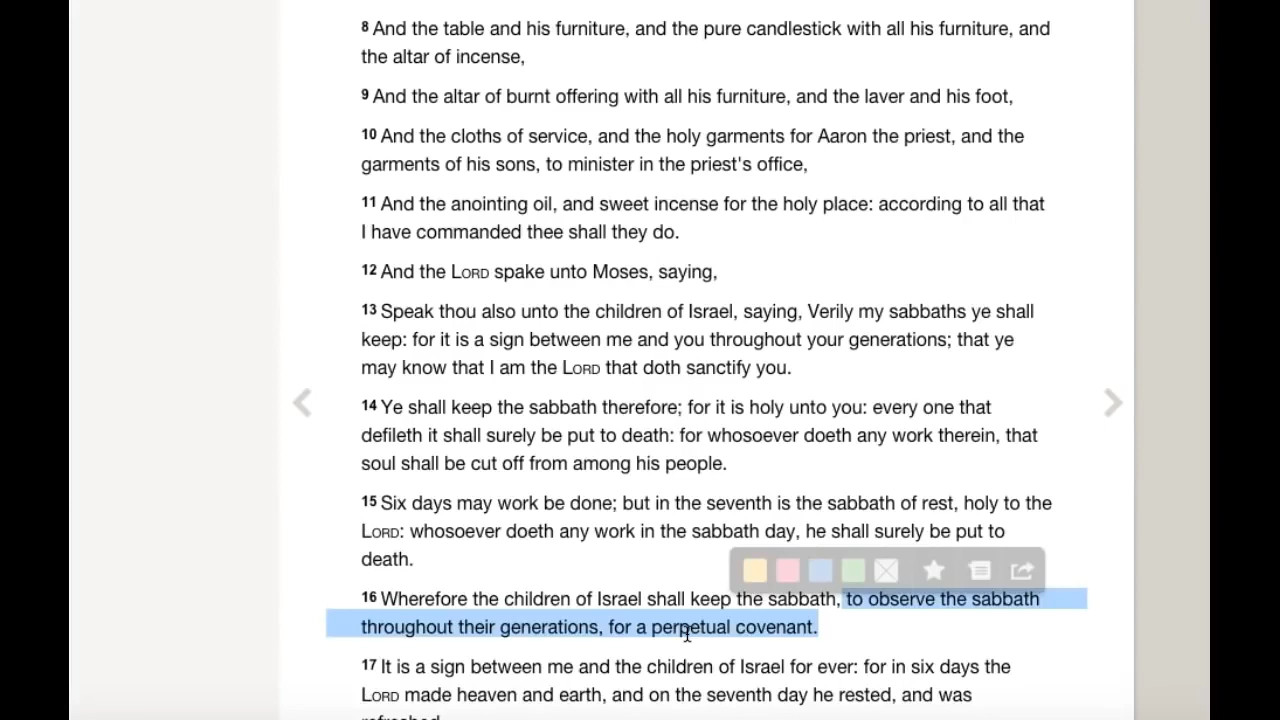 8 And the table and his furniture, and the pure candlestick with all his furniture, and
the altar of incense,
9 And the altar of burnt offering with all his furniture, and the laver and his foot,
10 And the cloths of service, and the holy garments for Aaron the priest, and the
garments of his sons, to minister in the priest's office,
11 And the anointing oil, and sweet incense for the holy place: according to all that
I have commanded thee shall they do.
12 And the LORD spake unto Moses, saying,
13 Speak thou also unto the children of Israel, saying, Verily my sabbaths ye shall
keep: for it is a sign between me and you throughout your generations; that ye
may know that I am the LORD that doth sanctify you.
14 Ye shall keep the sabbath therefore; for it is holy unto you: every one that
defileth it shall surely be put to death: for whosoever doeth any work therein, that
soul shall be cut off from among his people.
15 Six days may work be done; but in the seventh is the sabbath of rest, holy to the
LORD: whosoever doeth any work in the sabbath day, he shall surely be put to
death.
16 Wherefore the children of Israel shall keep the sabbath, to observe the sabbath
throughout their generations, for a perpetual covenant.
17 It is a sign between me and the children of Israel for ever: for in six days the
LORD made heaven and earth, and on the seventh day he rested, and was
refreshed.